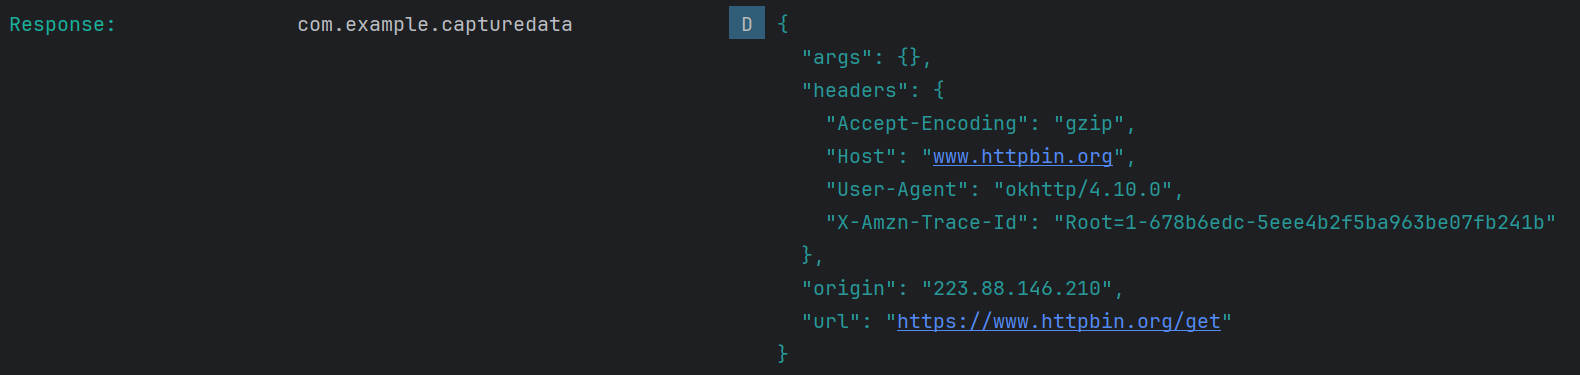 Response: com.example.capturedata D {
"args": {},
"headers": {
"Accept-Encoding": "gzip",
"Host": "www.httpbin.org",
"User-Agent": "okhttp/4.10.0",
"X-Amzn-Trace-Id": "Root=1-678b6edc-5eee4b2f5ba963be07fb241b"
},
"origin": "223.88.146.210",
"url": "https://www.httpbin.org/get"
}